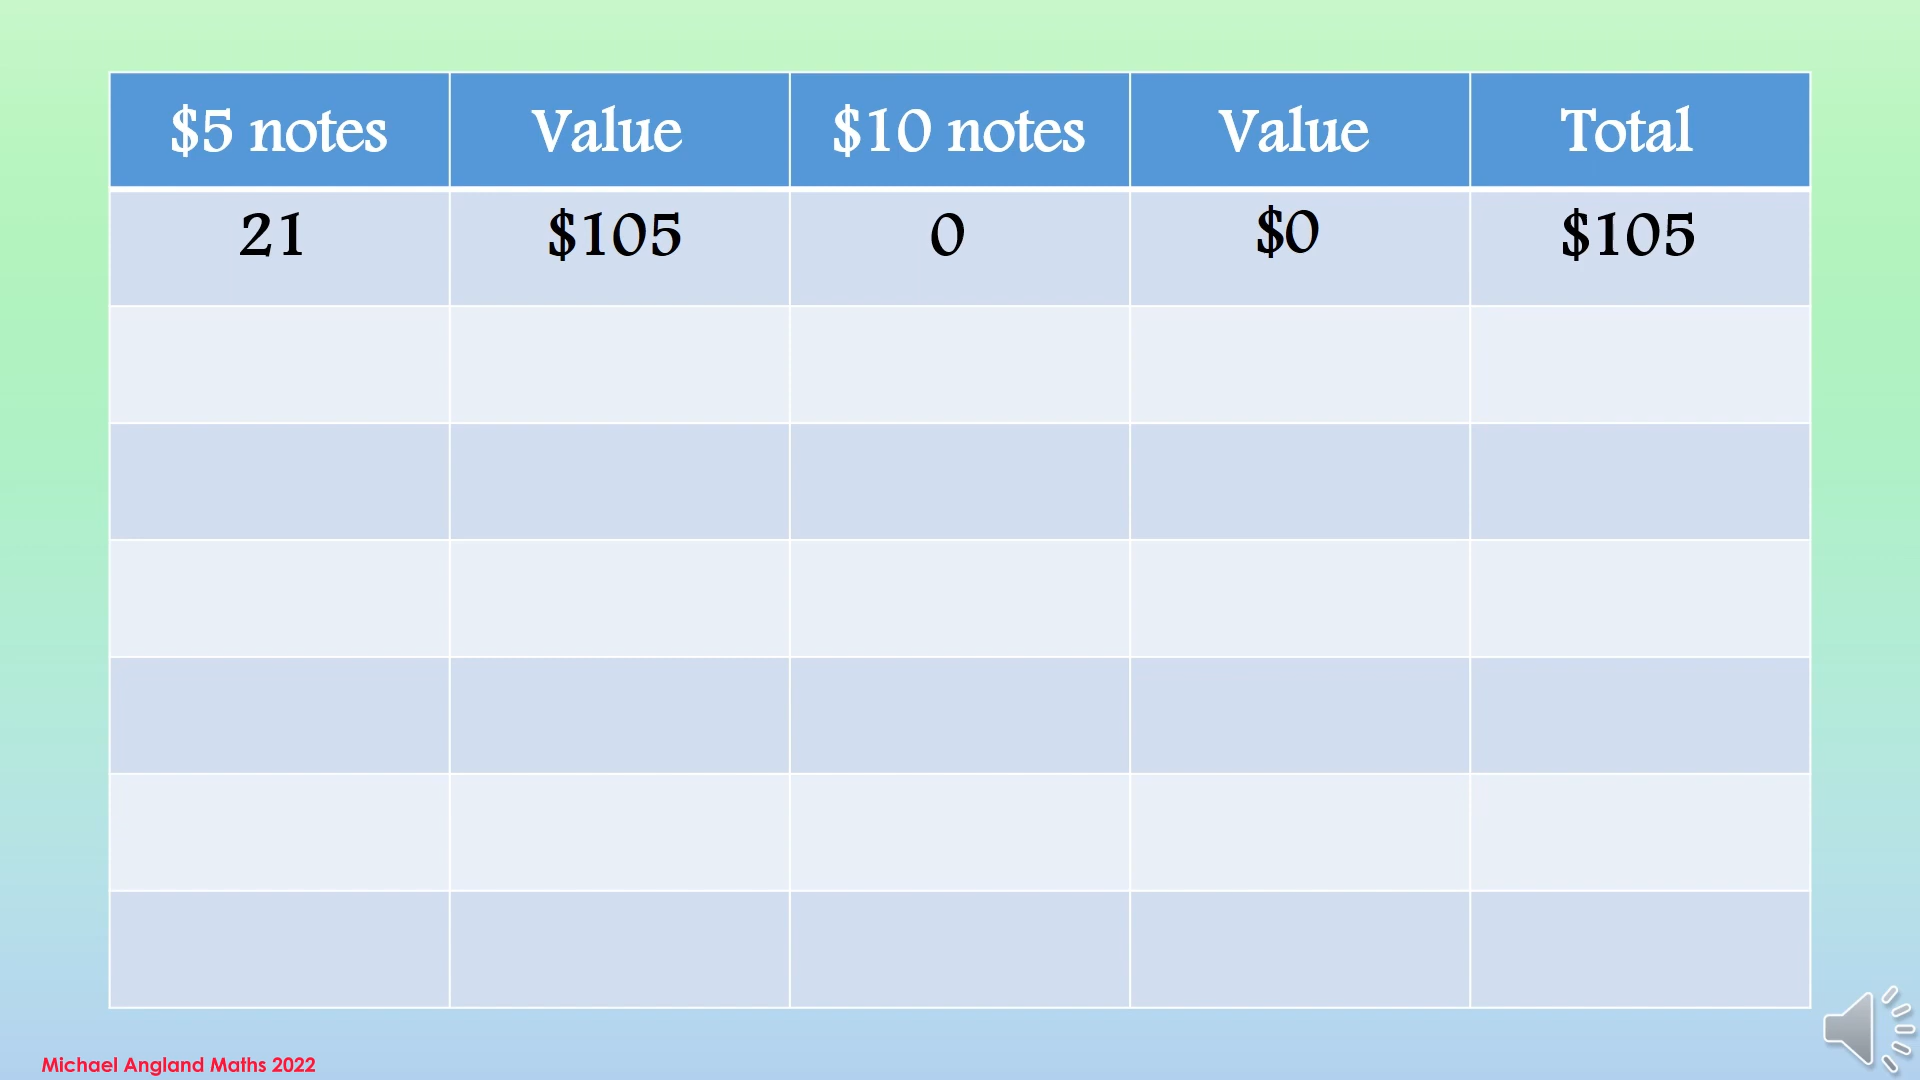 $5 notes Value $10 notes Value Total
21 $105 0 $0 $105
Michael Angland Maths 2022